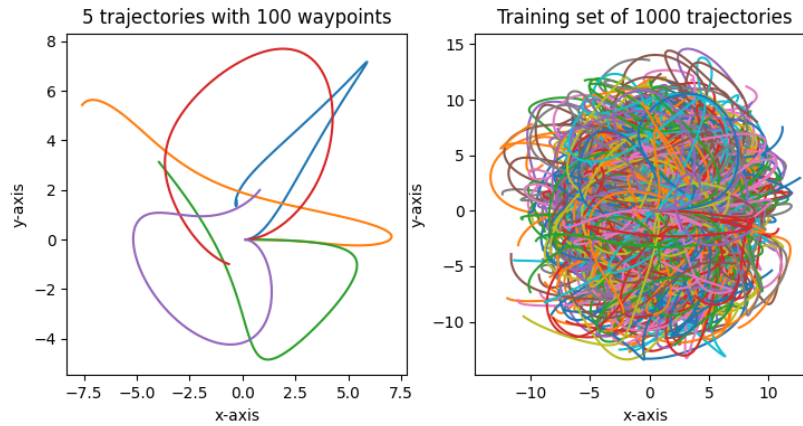 5 trajectories with 100 waypoints
8
6
4
2
0
−2
−4
y-axis
−7.5 −5.0 −2.5 0.0 2.5 5.0 7.5
x-axis
Training set of 1000 trajectories
15
10
5
0
−5
−10
y-axis
−10 −5 0 5 10
x-axis